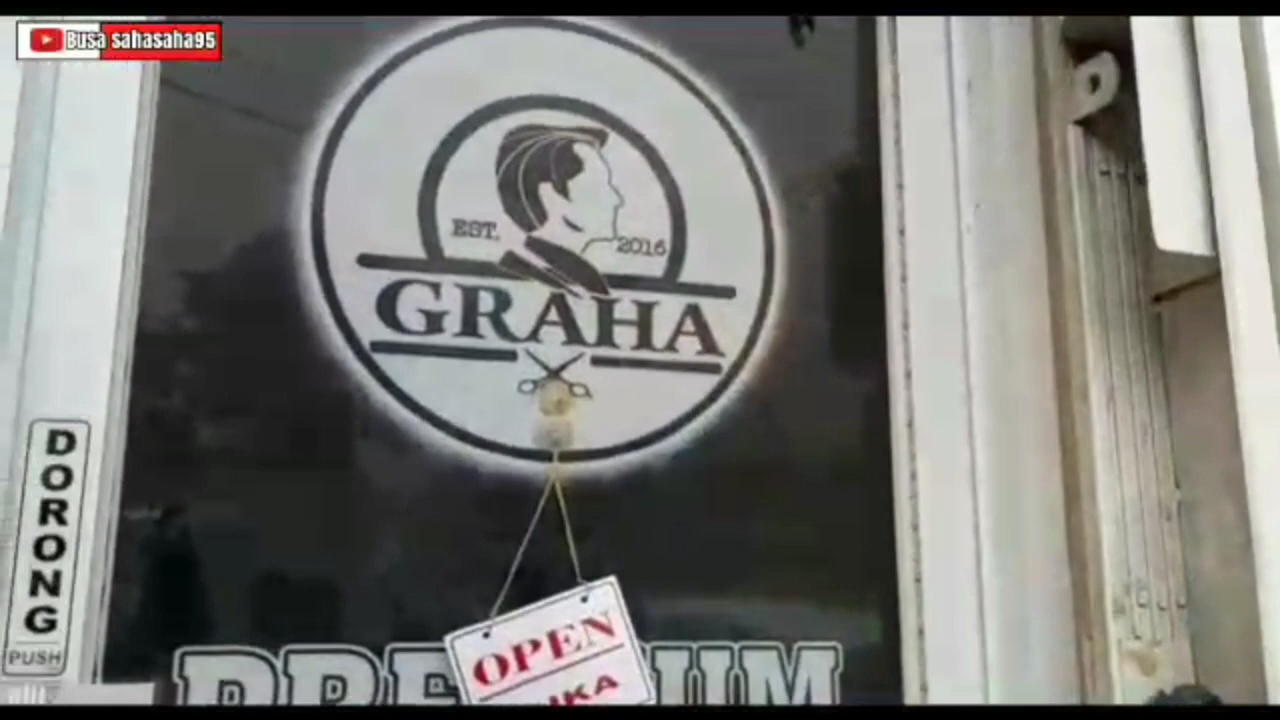 Busa sahasaha95
EST. 2016
GRAHA
DORONG
PUSH
OPEN